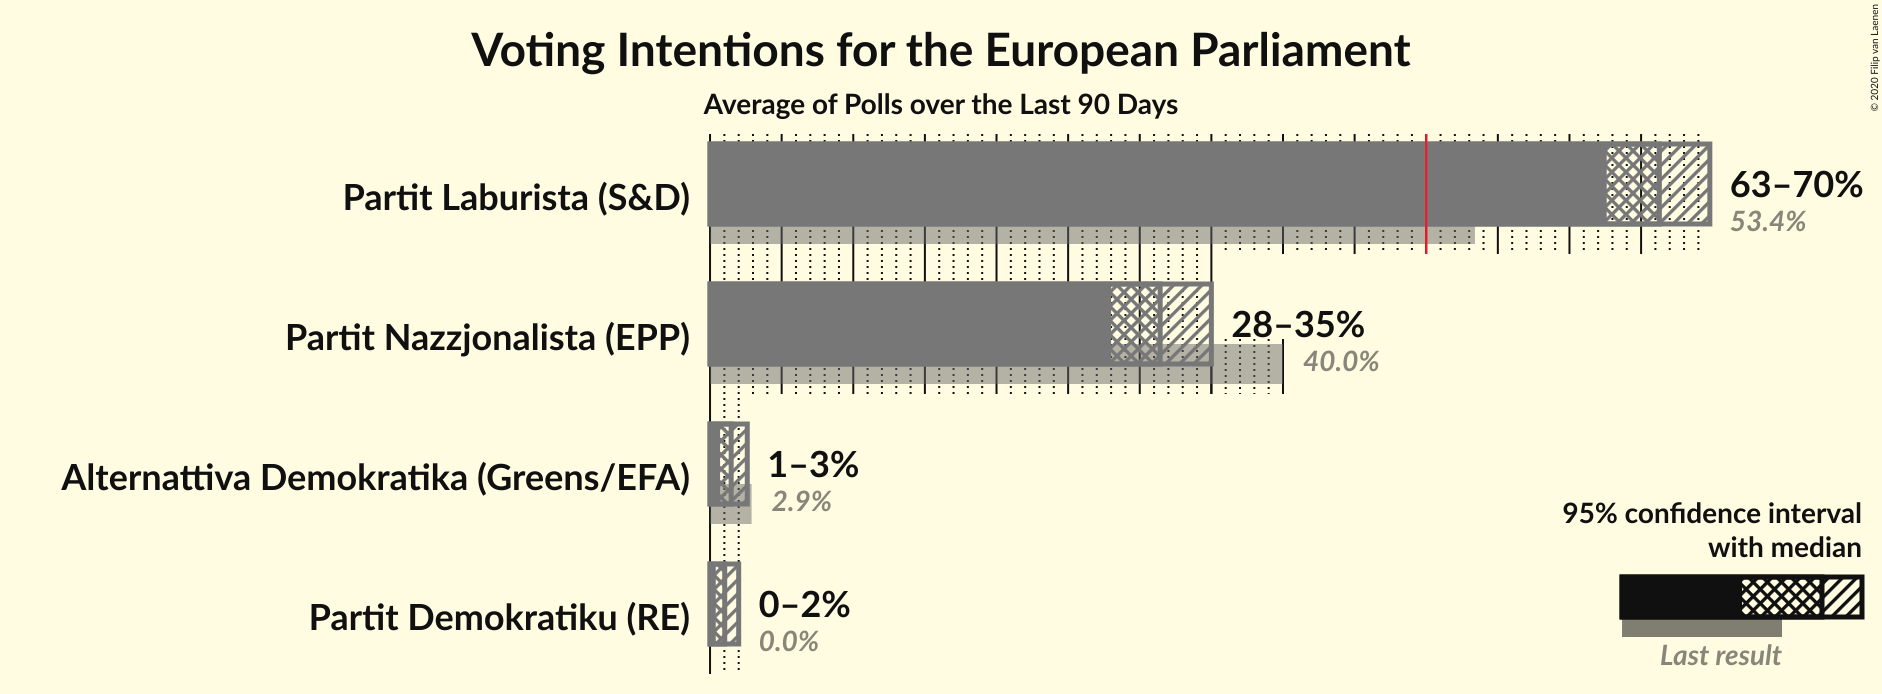 Voting Intentions for the European Parliament
Average of Polls over the Last 90 Days
Partit Laburista (S&D)
63–70%
53.4%
Partit Nazzjonalista (EPP)
28–35%
40.0%
Alternattiva Demokratika (Greens/EFA)
1–3%
2.9%
Partit Demokratiku (RE)
0–2%
0.0%
95% confidence interval
with median
Last result
© 2020 Filip van Laenen